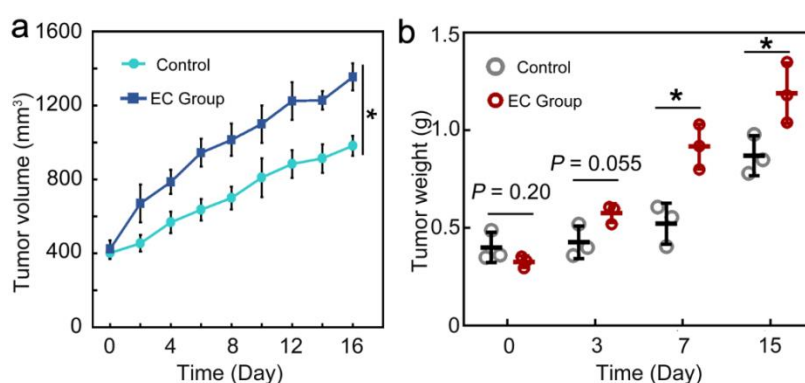 a
Tumor volume (mm³)
1600
1200
800
400
0
Control
EC Group
*
0 4 8 12 16
Time (Day)
b
Tumor weight (g)
1.5
1.0
0.5
0
Control
EC Group
P = 0.20
P = 0.055
*
*
0 3 7 15
Time (Day)